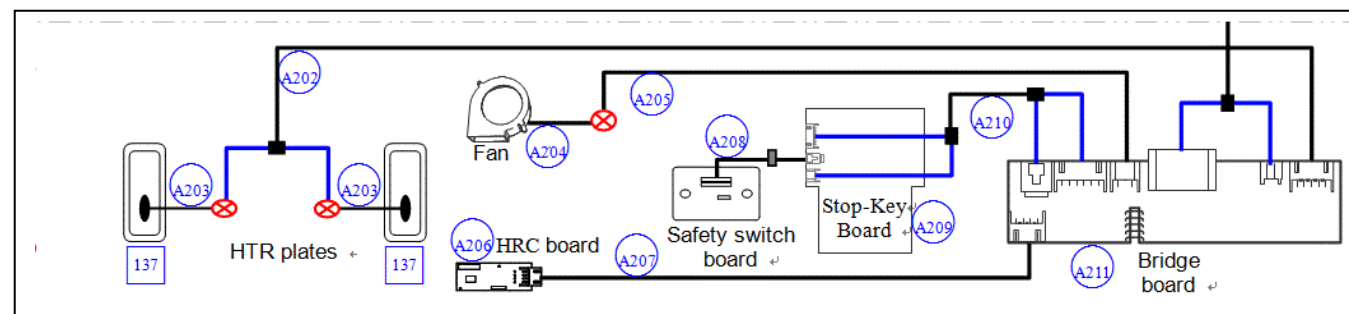 A202
A205
A203
A203
137
137
HTR plates
Fan
A204
A208
A210
Safety switch
board
Stop-Key
Board
A209
A206
HRC board
A207
A211
Bridge
board